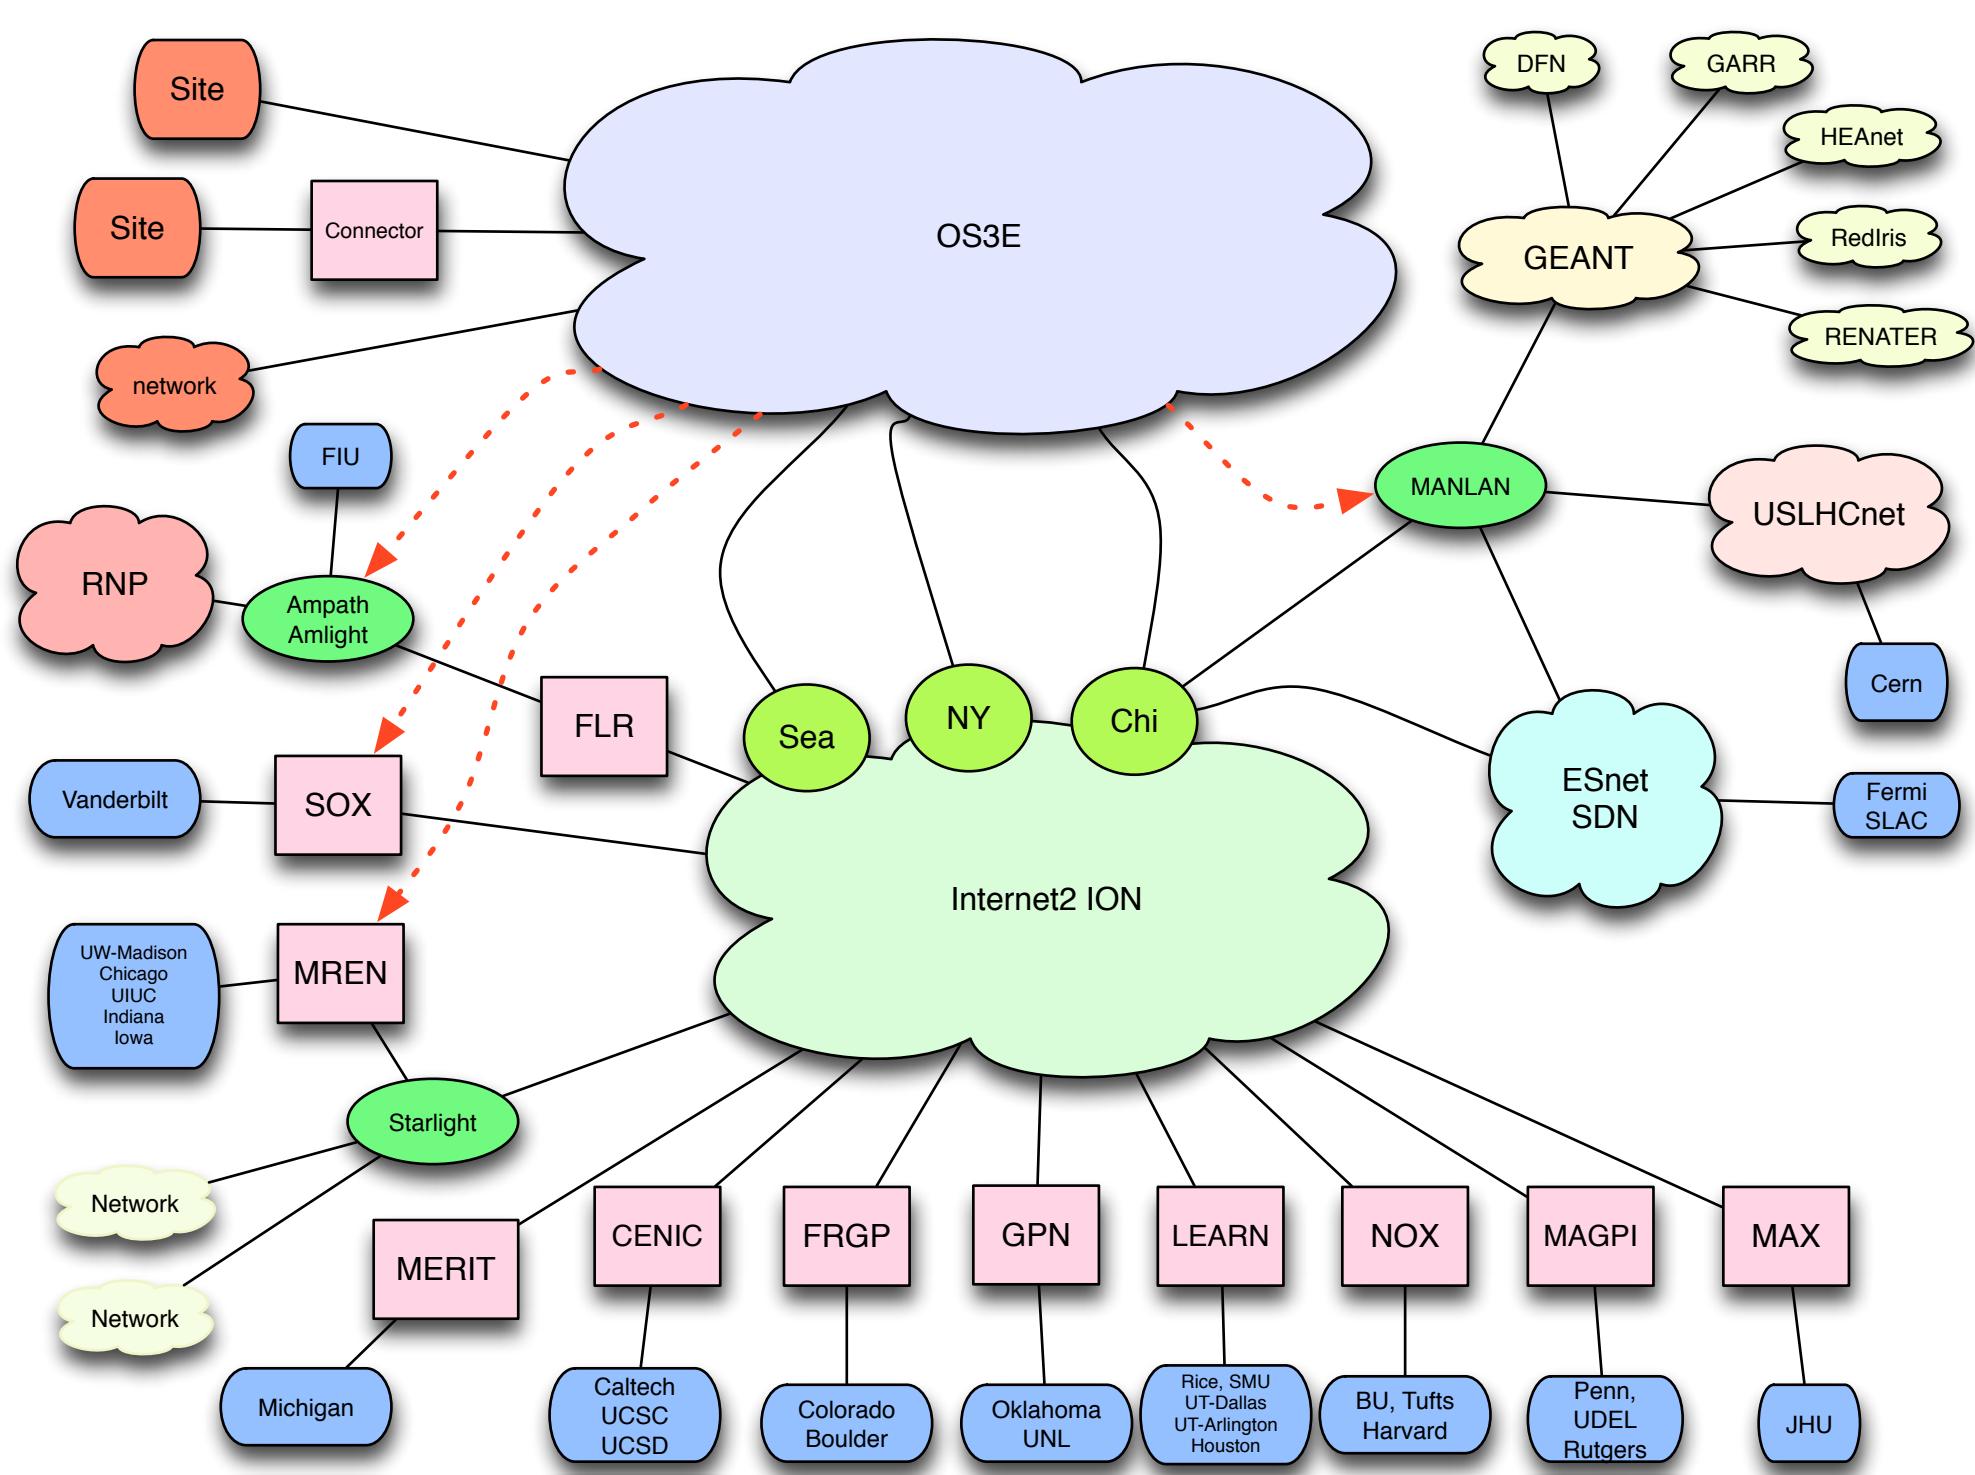 Site
DFN
GARR
HEAnet
Site
Connector
OS3E
RedIris
GEANT
RENATER
network
FIU
MANLAN
USLHCnet
RNP
Ampath
Amlight
Cern
FLR
Sea
NY
Chi
Vanderbilt
SOX
ESnet
SDN
Fermi
SLAC
Internet2 ION
UW-Madison
Chicago
UIUC
Indiana
Iowa
MREN
Starlight
Network
Network
MERIT
CENIC
FRGP
GPN
LEARN
NOX
MAGPI
MAX
Michigan
Caltech
UCSC
UCSD
Colorado
Boulder
Oklahoma
UNL
Rice, SMU
UT-Dallas
UT-Arlington
Houston
BU, Tufts
Harvard
Penn,
UDEL
Rutgers
JHU